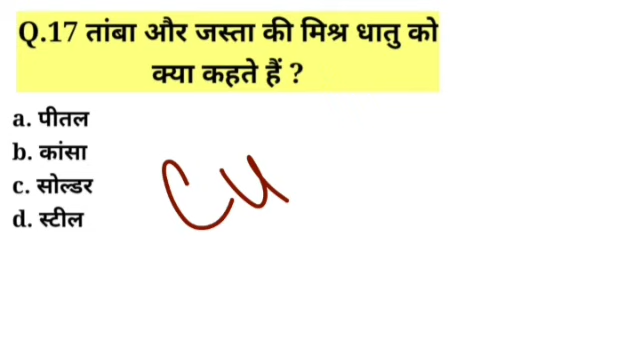 Q.17 तांबा और जस्ता की मिश्र धातु को
क्या कहते हैं ?
a. पीतल
b. कांसा
c. सोल्डर
d. स्टील
Cu